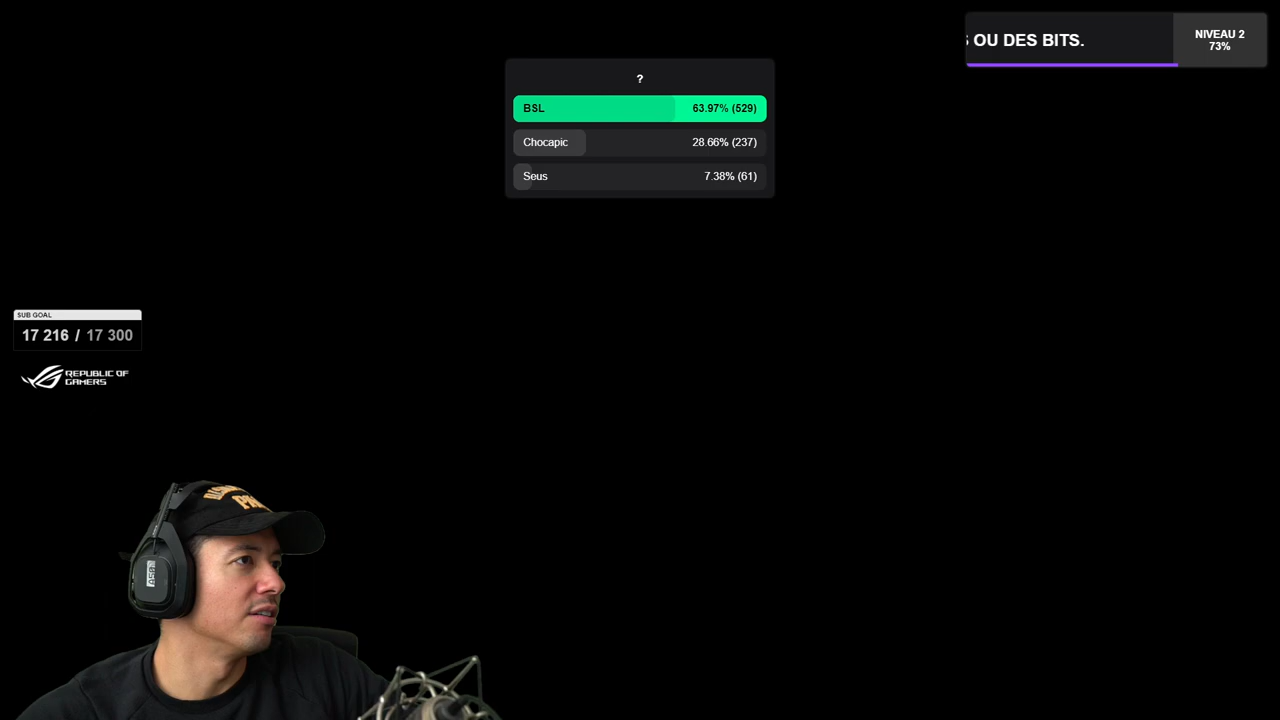 OU DES BITS.
NIVEAU 2
73%
?
BSL 63.97% (529)
Chocapic 28.66% (237)
Seus 7.38% (61)
SUB GOAL
17 216 / 17 300
REPUBLIC OF
GAMERS
A50